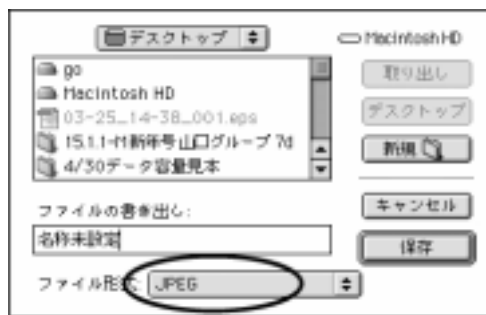 デスクトップ
Macintosh HD
go
Macintosh HD
03-25_14-38_001.eps
15.1.1-付新年号山口グループ 7d
4/30データ容量見本
取り出し
デスクトップ
新規
ファイルの書き出し:
名称未設定
キャンセル
保存
ファイル形式:
JPEG